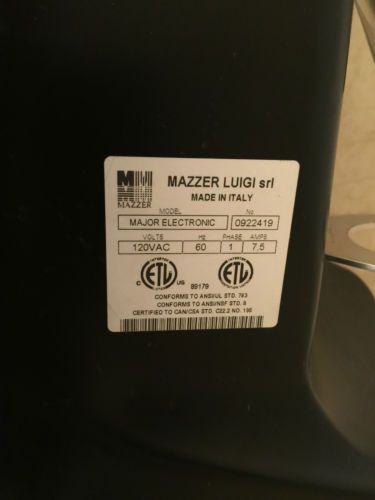 M
MAZZER
MAZZER LUIGI srl
MADE IN ITALY
MODEL No.
MAJOR ELECTRONIC 0922419
VOLTS Hz PHASE AMPS
120VAC 60 1 7.5
C ETL US 89179 ETL
CONFORMS TO ANSI/UL STD. 763
CONFORMS TO ANSI/NSF STD. 8
CERTIFIED TO CAN/CSA STD. C22.2 NO. 195